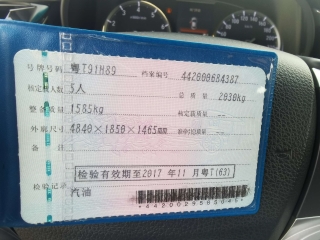 号牌号码 粤T91M89 档案编号 442000684387
核定载人数 5人 总质量 2030kg
整备质量 1585kg 核定载质量
外廓尺寸 4840×1850×1465mm
备注
检验有效期至2017年11月粤T(63)
检验记录 汽油